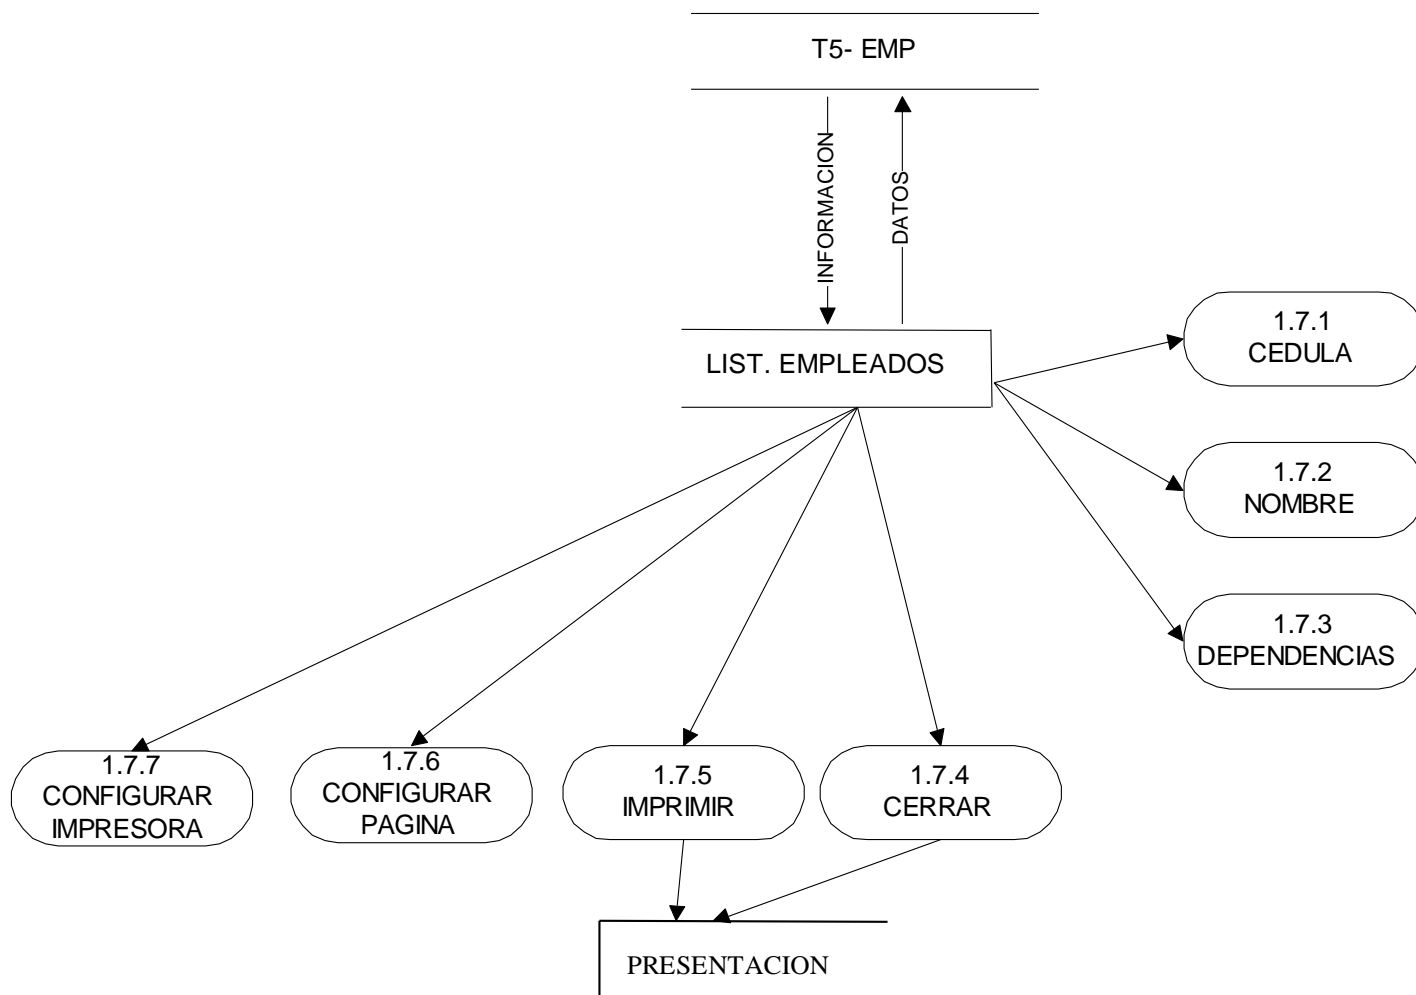 T5- EMP
INFORMACION
DATOS
LIST. EMPLEADOS
1.7.1
CEDULA
1.7.2
NOMBRE
1.7.3
DEPENDENCIAS
1.7.7
CONFIGURAR
IMPRESORA
1.7.6
CONFIGURAR
PAGINA
1.7.5
IMPRIMIR
1.7.4
CERRAR
PRESENTACION